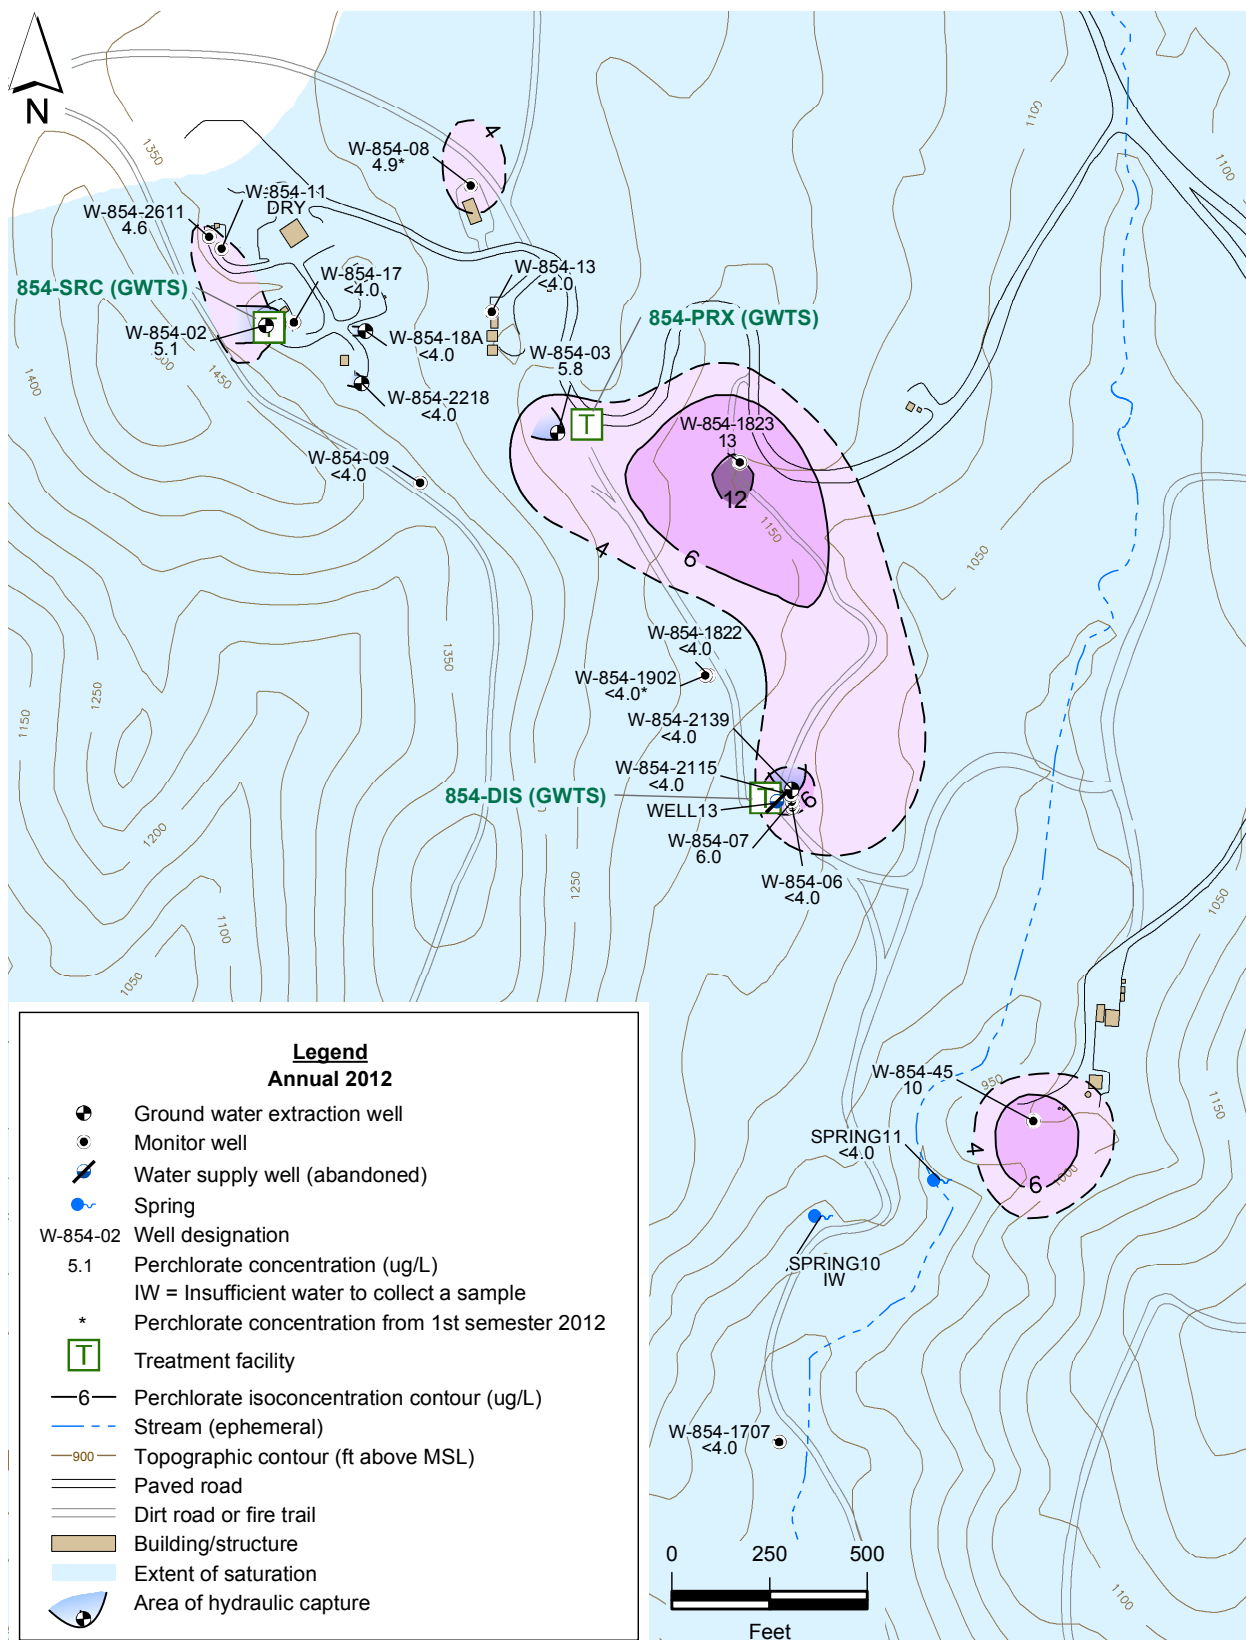 N
1350
1100
1100
W-854-08
4.9*
4
W-854-11
DRY
W-854-2611
4.6
W-854-17
<4.0
W-854-13
<4.0
854-SRC (GWTS)
854-PRX (GWTS)
T
W-854-02
5.1
W-854-18A
<4.0
W-854-03
5.8
1500
1450
1400
W-854-2218
<4.0
T
W-854-1823
13
W-854-09
<4.0
12
1150
4
6
1050
W-854-1822
<4.0
1350
W-854-1902
<4.0*
1250
1150
W-854-2139
<4.0
W-854-2115
<4.0
854-DIS (GWTS)
T
6
WELL13
W-854-07
6.0
1200
W-854-06
<4.0
1250
1050
1100
1050
W-854-45
10
950
1150
SPRING11
<4.0
4
6
1000
SPRING10
IW
W-854-1707
<4.0
1100
0 250 500
Feet
Legend
Annual 2012
Ground water extraction well
Monitor well
Water supply well (abandoned)
Spring
W-854-02 Well designation
5.1 Perchlorate concentration (ug/L)
IW = Insufficient water to collect a sample
* Perchlorate concentration from 1st semester 2012
T Treatment facility
6 Perchlorate isoconcentration contour (ug/L)
Stream (ephemeral)
900 Topographic contour (ft above MSL)
Paved road
Dirt road or fire trail
Building/structure
Extent of saturation
Area of hydraulic capture